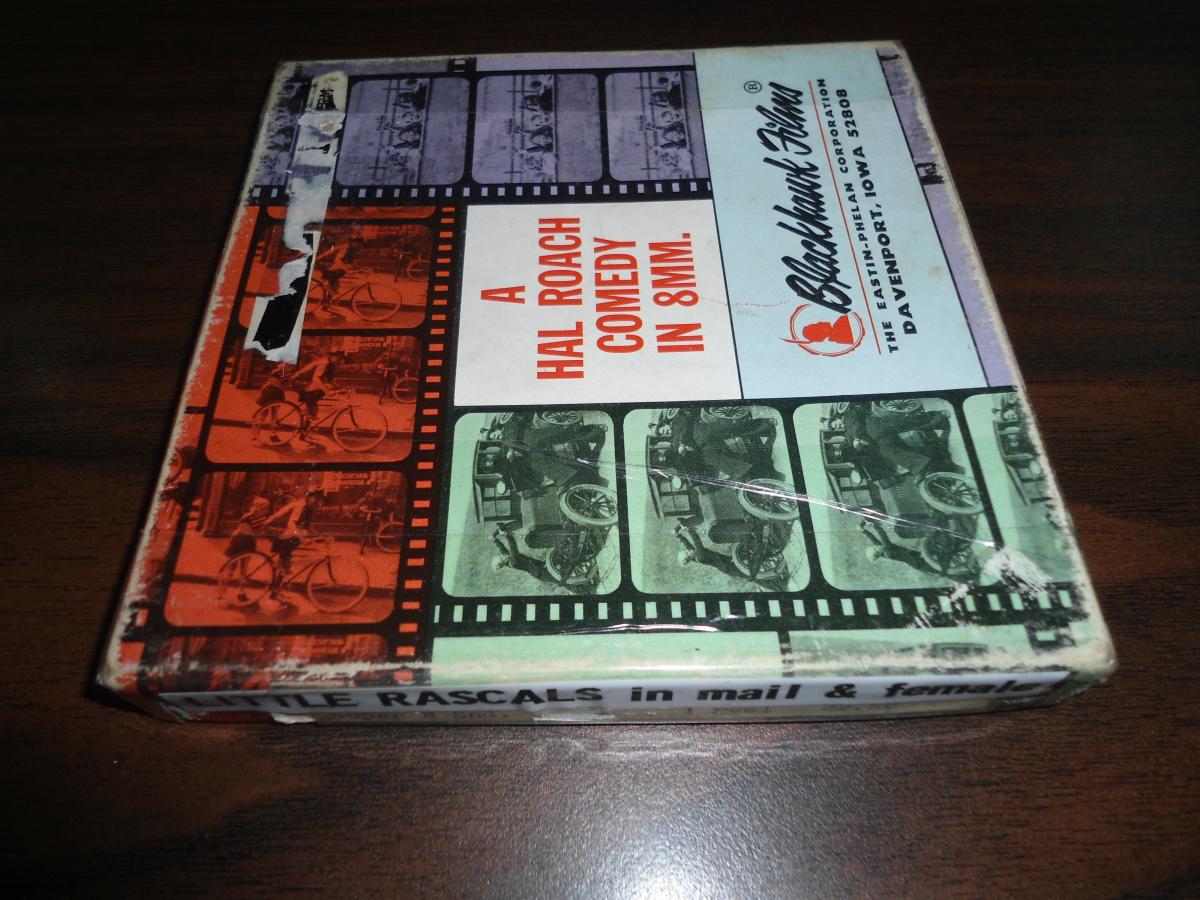 A
HAL ROACH
COMEDY
IN 8MM.
Blackhawk Films ®
THE EASTIN-PHELAN CORPORATION
DAVENPORT, IOWA 52808
LITTLE RASCALS in mail & female